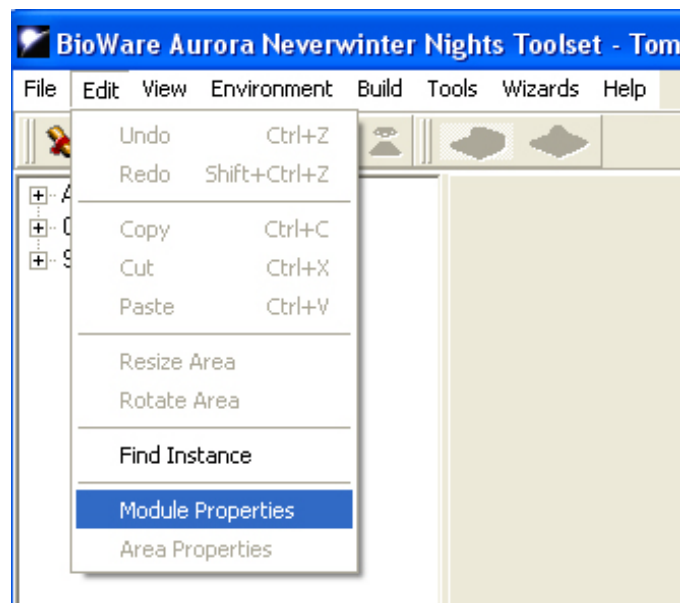 BioWare Aurora Neverwinter Nights Toolset - Tom
File Edit View Environment Build Tools Wizards Help
Undo Ctrl+Z
Redo Shift+Ctrl+Z
Copy Ctrl+C
Cut Ctrl+X
Paste Ctrl+V
Resize Area
Rotate Area
Find Instance
Module Properties
Area Properties